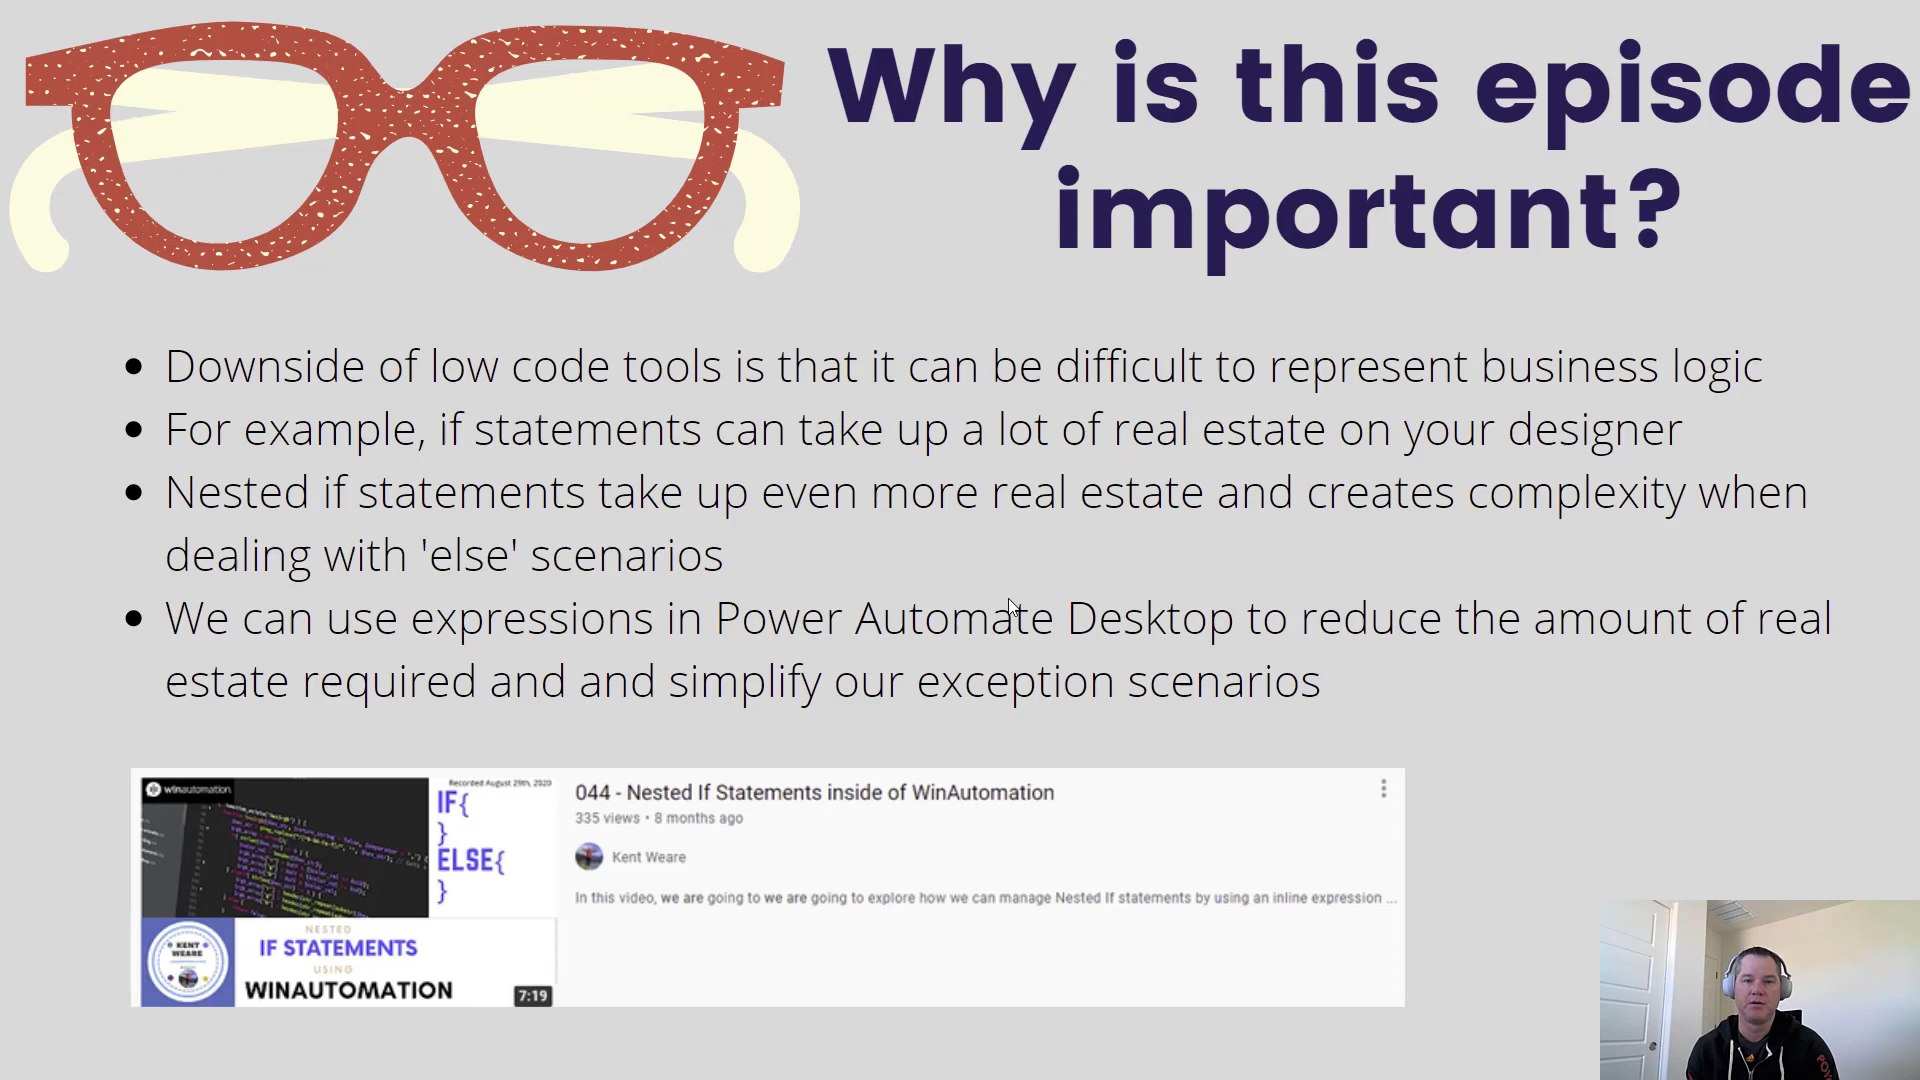 Why is this episode
important?
• Downside of low code tools is that it can be difficult to represent business logic
• For example, if statements can take up a lot of real estate on your designer
• Nested if statements take up even more real estate and creates complexity when
dealing with 'else' scenarios
• We can use expressions in Power Automate Desktop to reduce the amount of real
estate required and and simplify our exception scenarios
winautomation
Recorded August 29th, 2020
IF{
}
ELSE{
}
KENT
WEARE
NESTED
IF STATEMENTS
USING
WINAUTOMATION
7:19
044 - Nested If Statements inside of WinAutomation
335 views • 8 months ago
Kent Weare
In this video, we are going to we are going to explore how we can manage Nested If statements by using an inline expression ...